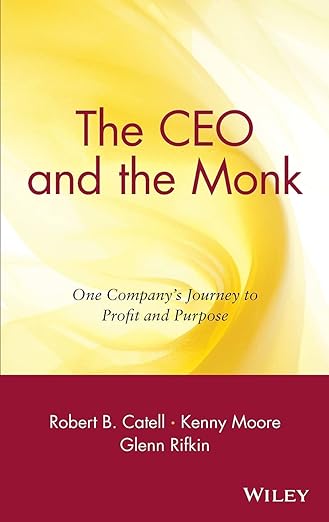 The CEO
and the Monk
One Company's Journey to
Profit and Purpose
Robert B. Catell • Kenny Moore
Glenn Rifkin
WILEY